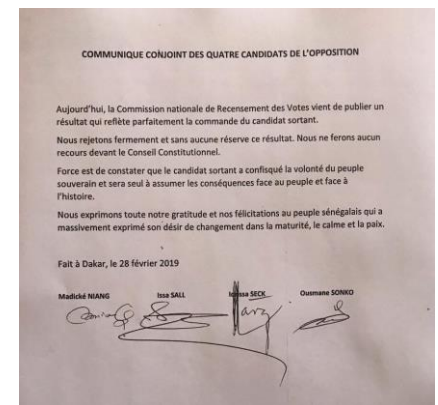 COMMUNIQUE CONJOINT DES QUATRE CANDIDATS DE L'OPPOSITION
Aujourd'hui, la Commission nationale de Recensement des Votes vient de publier un
résultat qui reflète parfaitement la commande du candidat sortant.
Nous rejetons fermement et sans aucune réserve ce résultat. Nous ne ferons aucun
recours devant le Conseil Constitutionnel.
Force est de constater que le candidat sortant a confisqué la volonté du peuple
souverain et sera seul à assumer les conséquences face au peuple et face à
l'histoire.
Nous exprimons toute notre gratitude et nos félicitations au peuple sénégalais qui a
massivement exprimé son désir de changement dans la maturité, le calme et la paix.
Fait à Dakar, le 28 février 2019
Madické NIANG Issa SALL SECK Ousmane SONKO